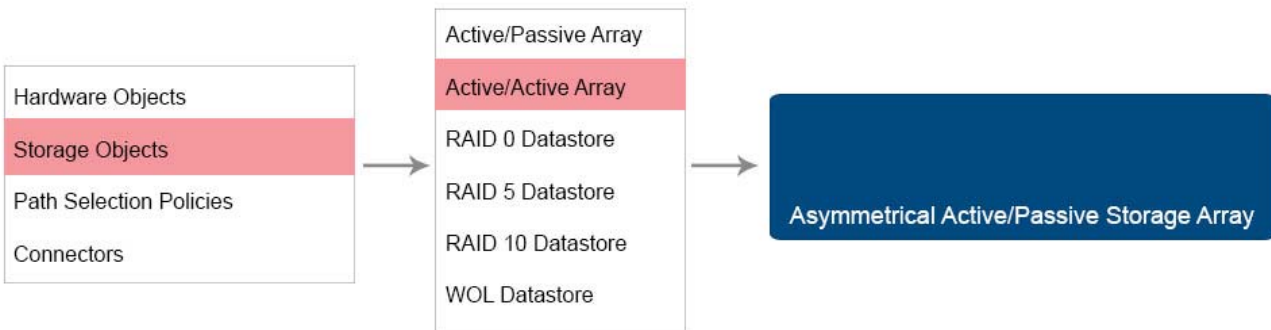 Hardware Objects
Storage Objects
Path Selection Policies
Connectors
Active/Passive Array
Active/Active Array
RAID 0 Datastore
RAID 5 Datastore
RAID 10 Datastore
WOL Datastore
Asymmetrical Active/Passive Storage Array